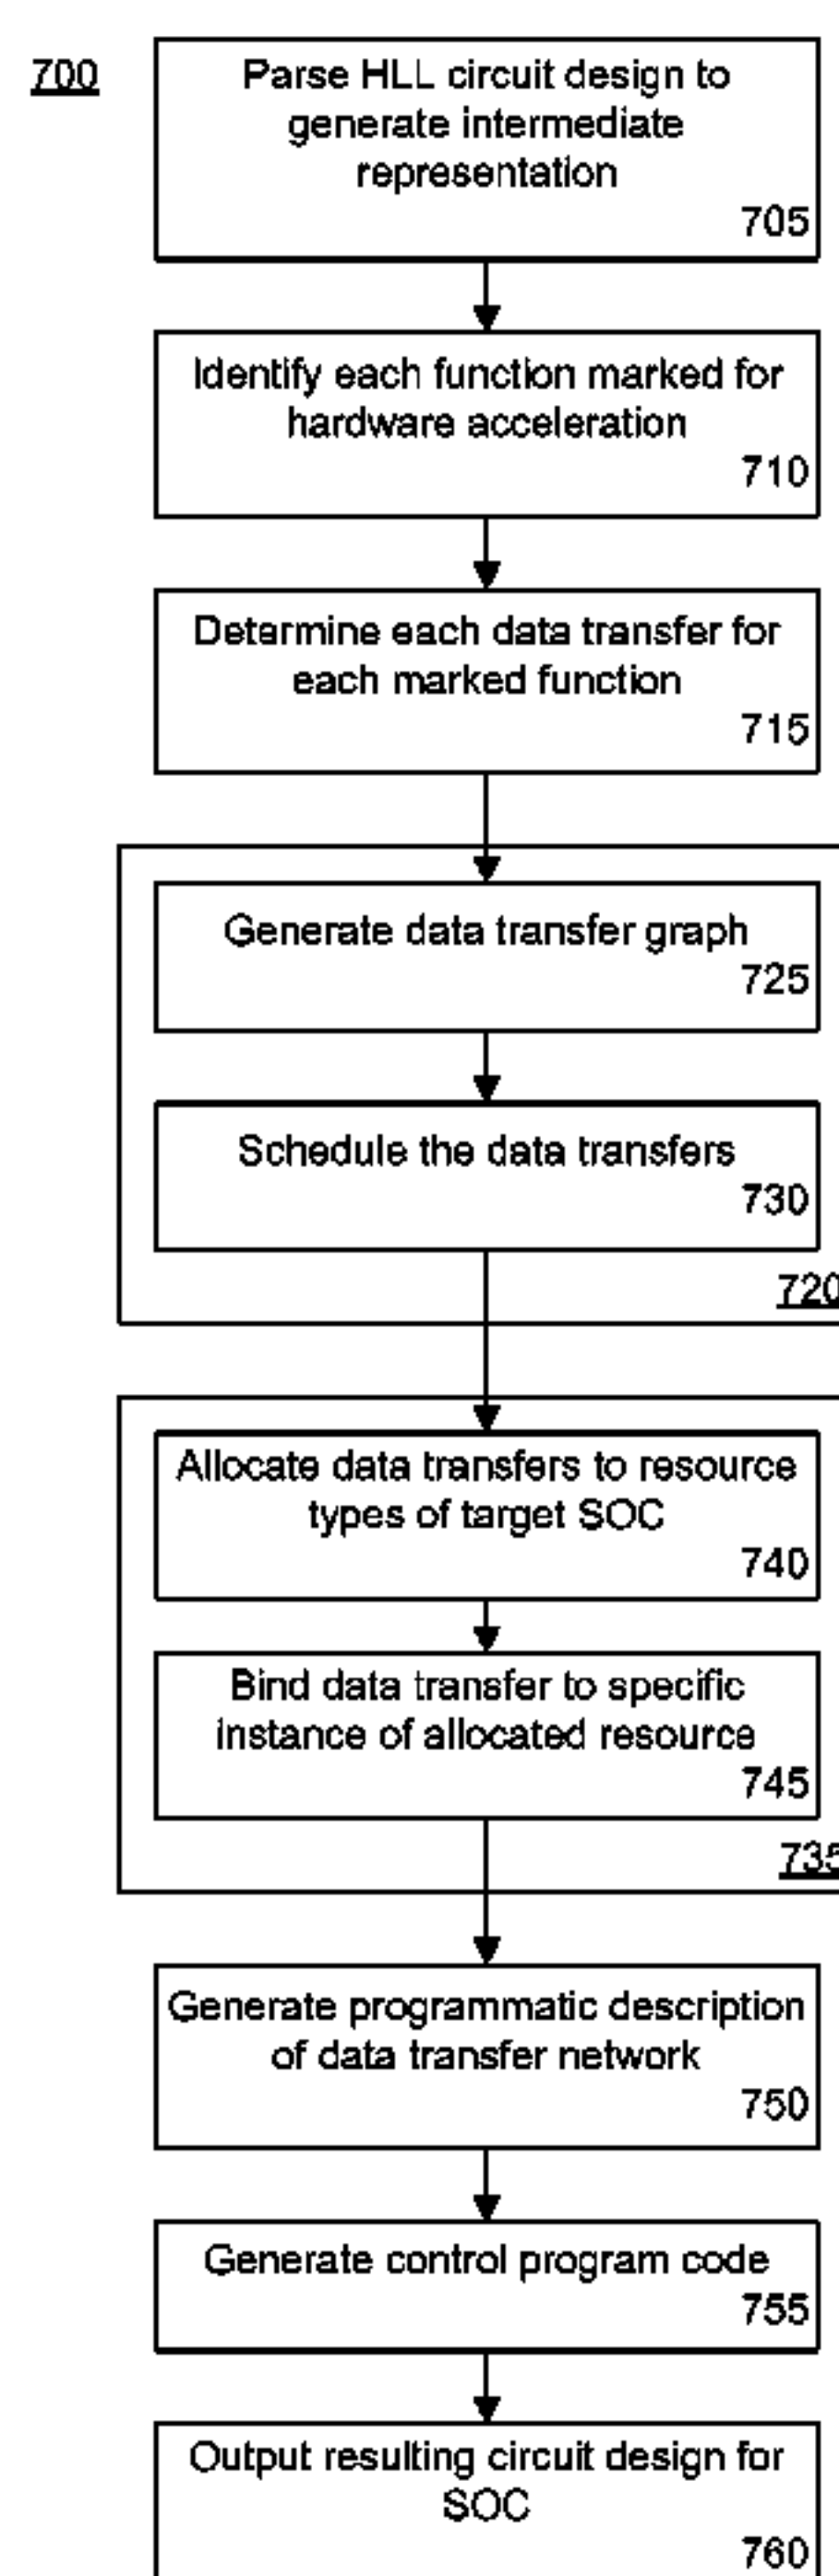 700
Parse HLL circuit design to
generate intermediate
representation
705
Identify each function marked for
hardware acceleration
710
Determine each data transfer for
each marked function
715
Generate data transfer graph
725
Schedule the data transfers
730
720
Allocate data transfers to resource
types of target SOC
740
Bind data transfer to specific
instance of allocated resource
745
735
Generate programmatic description
of data transfer network
750
Generate control program code
755
Output resulting circuit design for
SOC
760